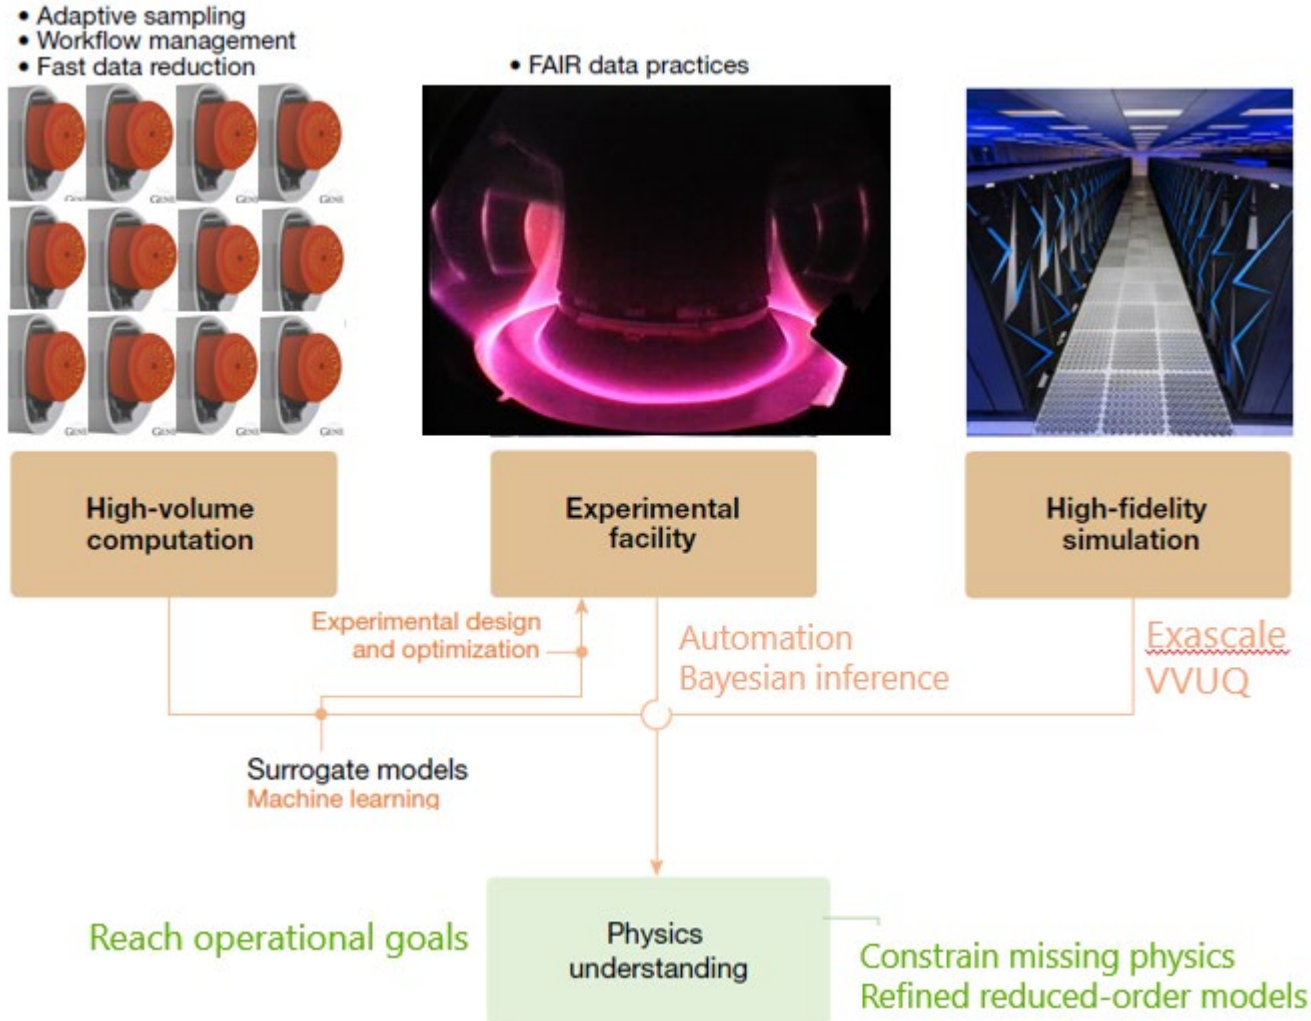 • Adaptive sampling
• Workflow management
• Fast data reduction
• FAIR data practices
High-volume
computation
Experimental
facility
High-fidelity
simulation
Experimental design
and optimization
Automation
Bayesian inference
Exascale
VVUQ
Surrogate models
Machine learning
Reach operational goals
Physics
understanding
Constrain missing physics
Refined reduced-order models